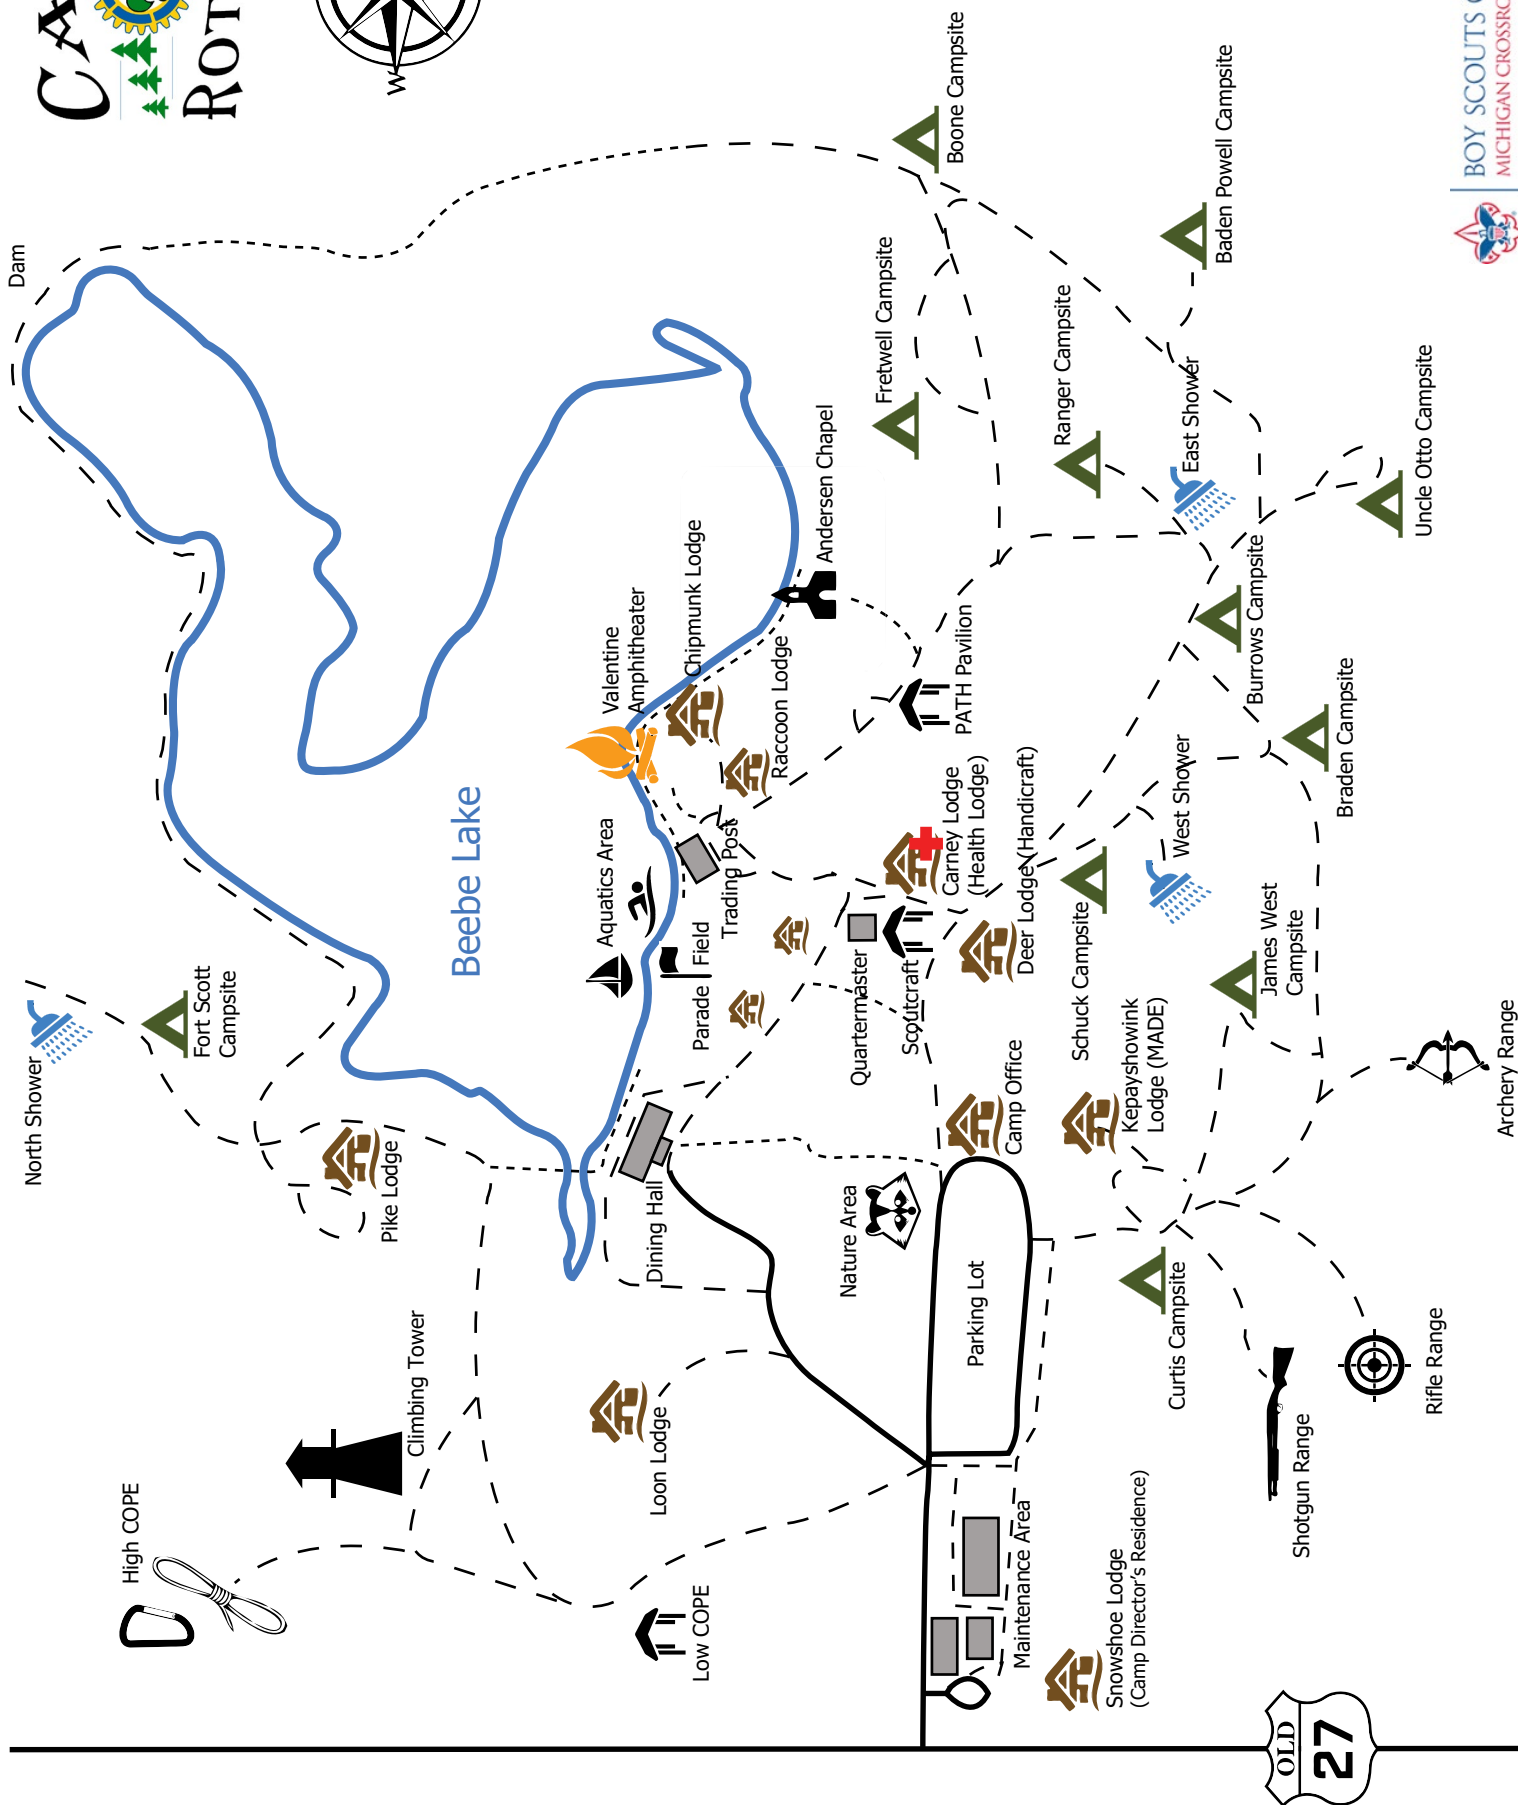 CA
ROT
W
Dam
Boone Campsite
Baden Powell Campsite
BOY SCOUTS
MICHIGAN CROSSRO
Fretwell Campsite
Ranger Campsite
East Shower
Uncle Otto Campsite
Andersen Chapel
Chipmunk Lodge
Valentine
Amphitheater
Raccoon Lodge
PATH Pavilion
Burrows Campsite
Braden Campsite
Beebe Lake
Aquatics Area
Trading Post
Parade Field
Carney Lodge
(Health Lodge)
Deer Lodge (Handicraft)
West Shower
Schuck Campsite
James West
Campsite
Quartermaster
Scoutcraft
Kepayshowink
Lodge (MADE)
Camp Office
Archery Range
North Shower
Fort Scott
Campsite
Pike Lodge
Dining Hall
Nature Area
Parking Lot
Curtis Campsite
Rifle Range
Shotgun Range
Climbing Tower
Loon Lodge
High COPE
Low COPE
Maintenance Area
Snowshoe Lodge
(Camp Director's Residence)
OLD
27